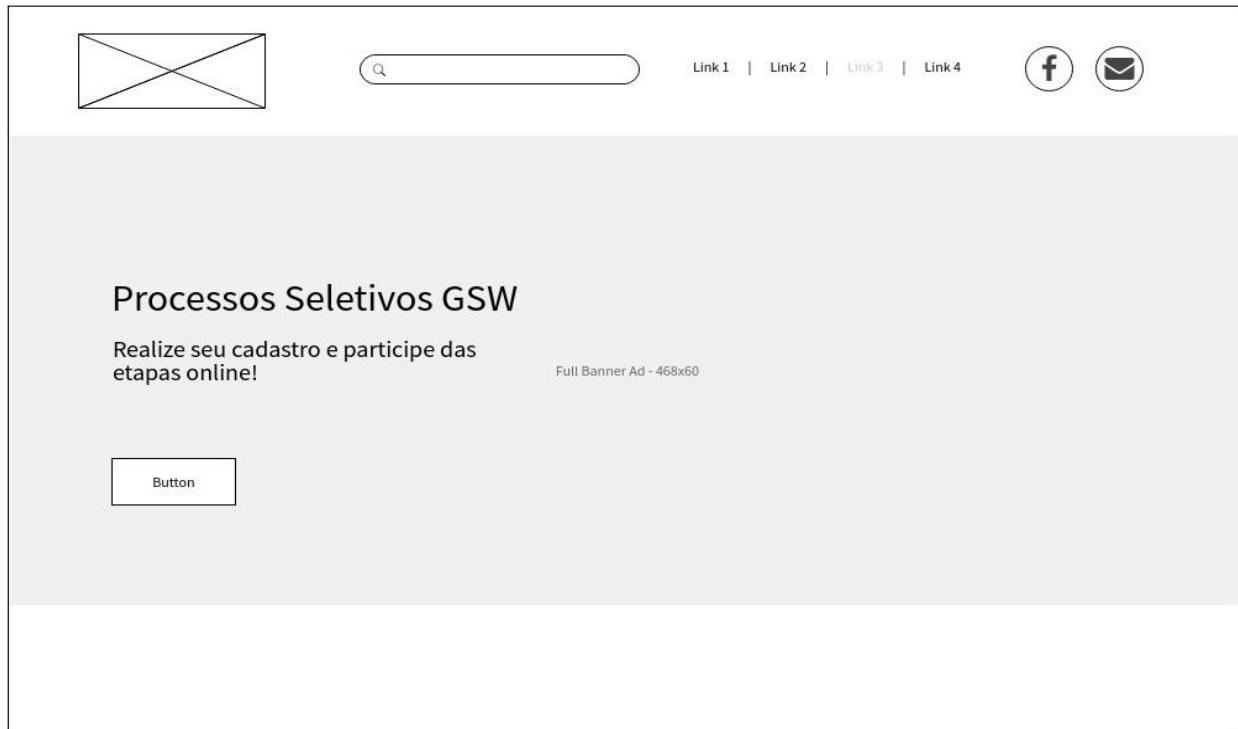 Link 1 | Link 2 | Link 3 | Link 4
Processos Seletivos GSW
Realize seu cadastro e participe das
etapas online!
Full Banner Ad - 468x60
Button